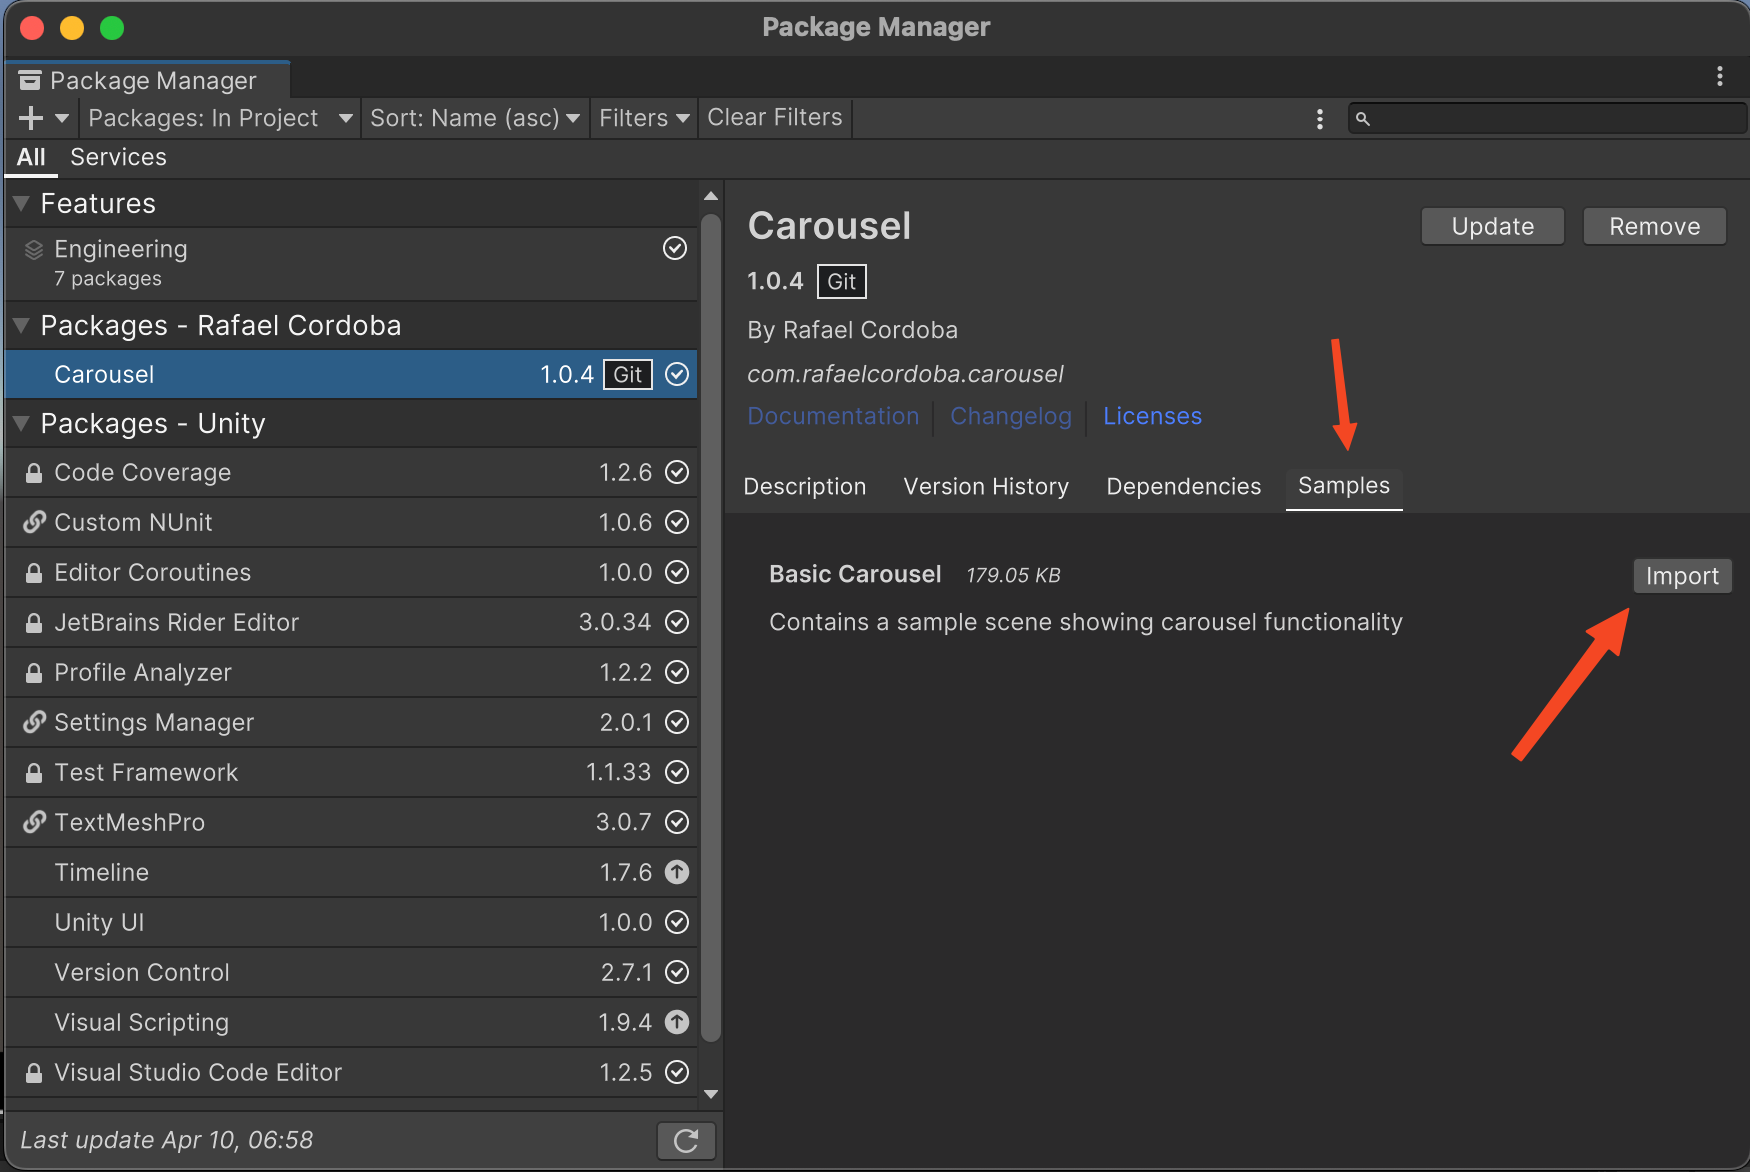 Package Manager
Package Manager
Packages: In Project
Sort: Name (asc)
Filters
Clear Filters
All
Services
Features
Engineering
7 packages
Packages - Rafael Cordoba
Carousel 1.0.4 Git
Packages - Unity
Code Coverage 1.2.6
Custom NUnit 1.0.6
Editor Coroutines 1.0.0
JetBrains Rider Editor 3.0.34
Profile Analyzer 1.2.2
Settings Manager 2.0.1
Test Framework 1.1.33
TextMeshPro 3.0.7
Timeline 1.7.6
Unity UI 1.0.0
Version Control 2.7.1
Visual Scripting 1.9.4
Visual Studio Code Editor 1.2.5
Last update Apr 10, 06:58
Carousel
Update
Remove
1.0.4 Git
By Rafael Cordoba
com.rafaelcordoba.carousel
Documentation
Changelog
Licenses
Description
Version History
Dependencies
Samples
Basic Carousel 179.05 KB
Import
Contains a sample scene showing carousel functionality